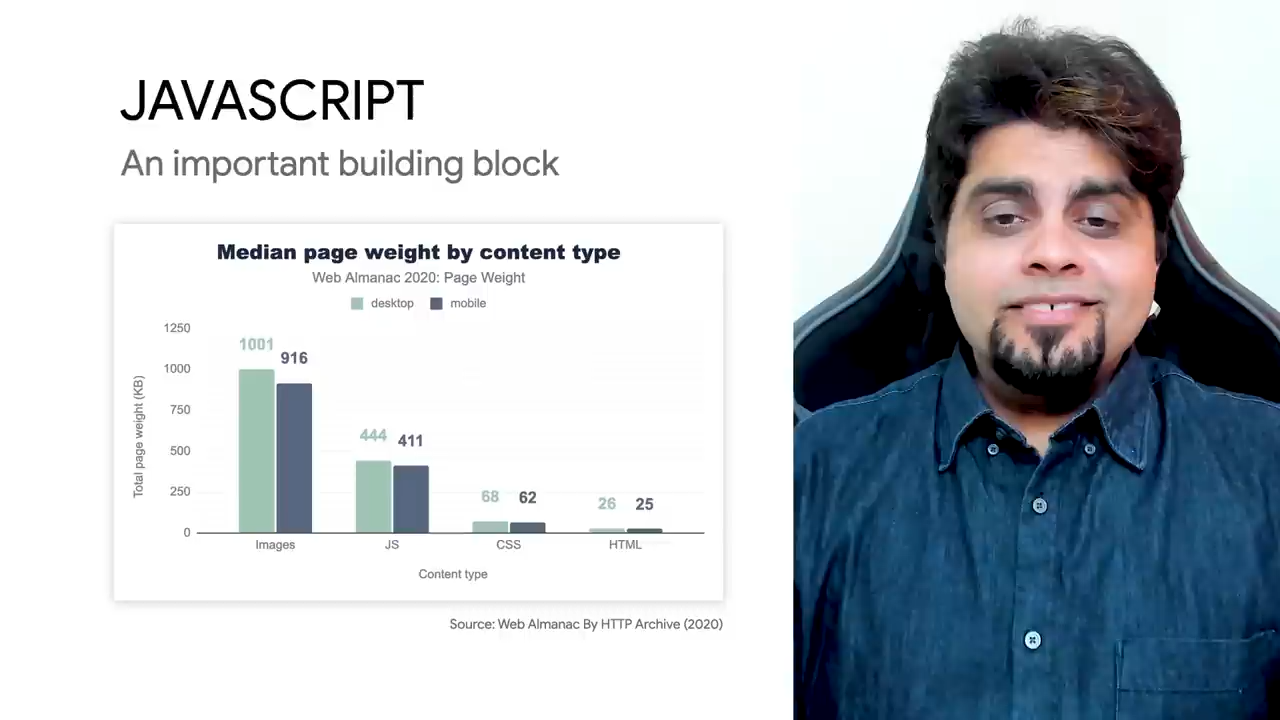 JAVASCRIPT
An important building block
Median page weight by content type
Web Almanac 2020: Page Weight
desktop mobile
Total page weight (KB)
1250
1000
750
500
250
0
1001 916
444 411
68 62
26 25
Images JS CSS HTML
Content type
Source: Web Almanac By HTTP Archive (2020)